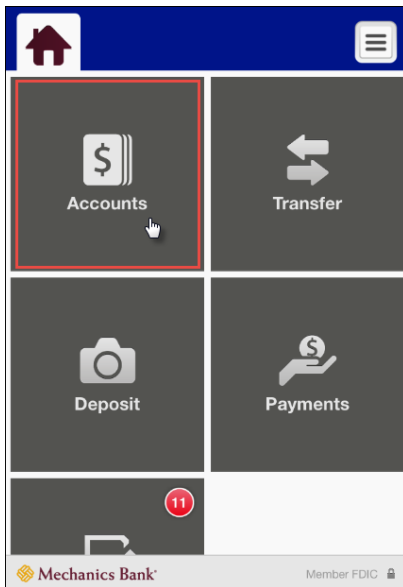 $
Accounts
Transfer
Deposit
$
Payments
11
Mechanics Bank
Member FDIC